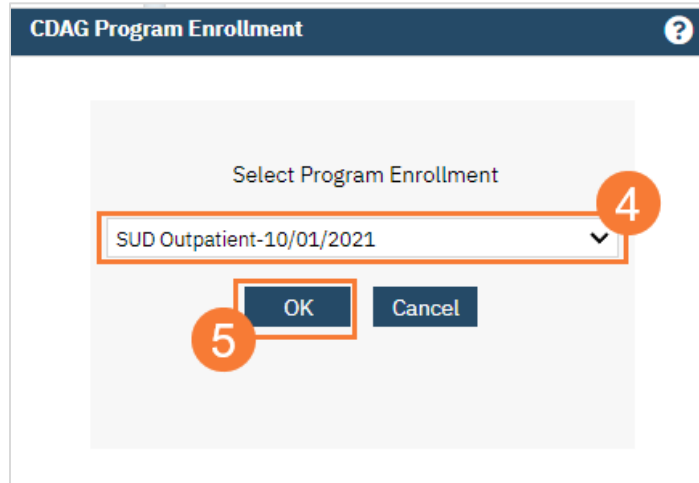 CDAG Program Enrollment ?
Select Program Enrollment
4
SUD Outpatient-10/01/2021
OK Cancel
5